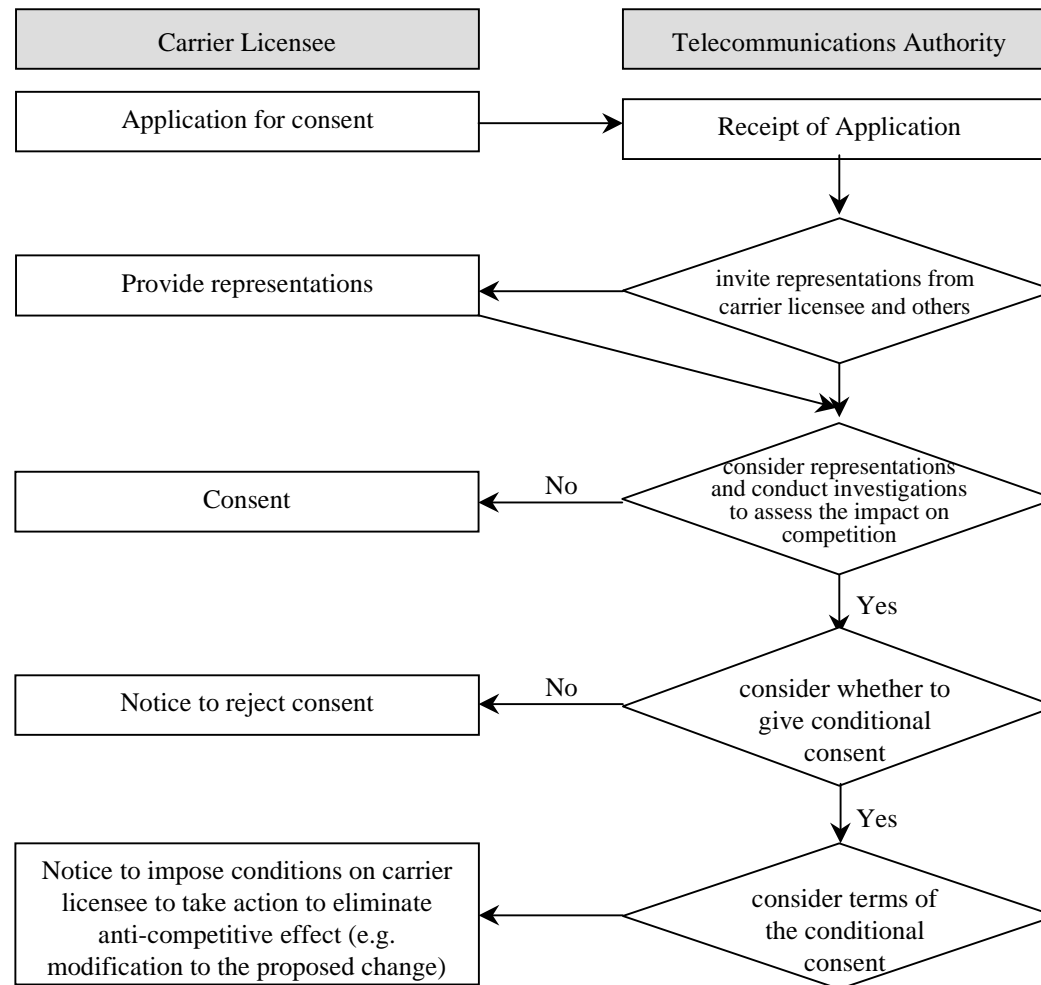 Carrier Licensee
Telecommunications Authority
Application for consent
Receipt of Application
Provide representations
invite representations from
carrier licensee and others
Consent
No
consider representations
and conduct investigations
to assess the impact on
competition
Yes
Notice to reject consent
No
consider whether to
give conditional
consent
Yes
Notice to impose conditions on carrier
licensee to take action to eliminate
anti-competitive effect (e.g.
modification to the proposed change)
consider terms of
the conditional
consent